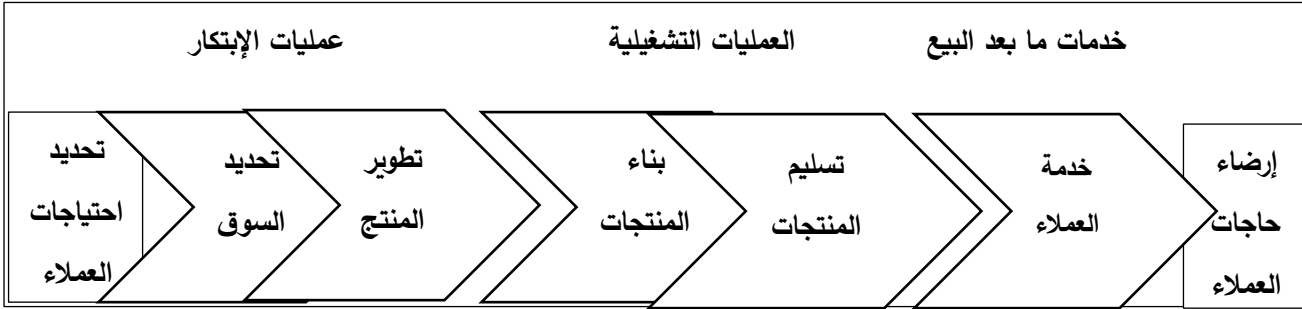 عمليات الإبتكار
العمليات التشغيلية
خدمات ما بعد البيع
تحديد
احتياجات
العملاء
تحديد
السوق
تطوير
المنتج
بناء
المنتجات
تسليم
المنتجات
خدمة
العملاء
إرضاء
حاجات
العملاء